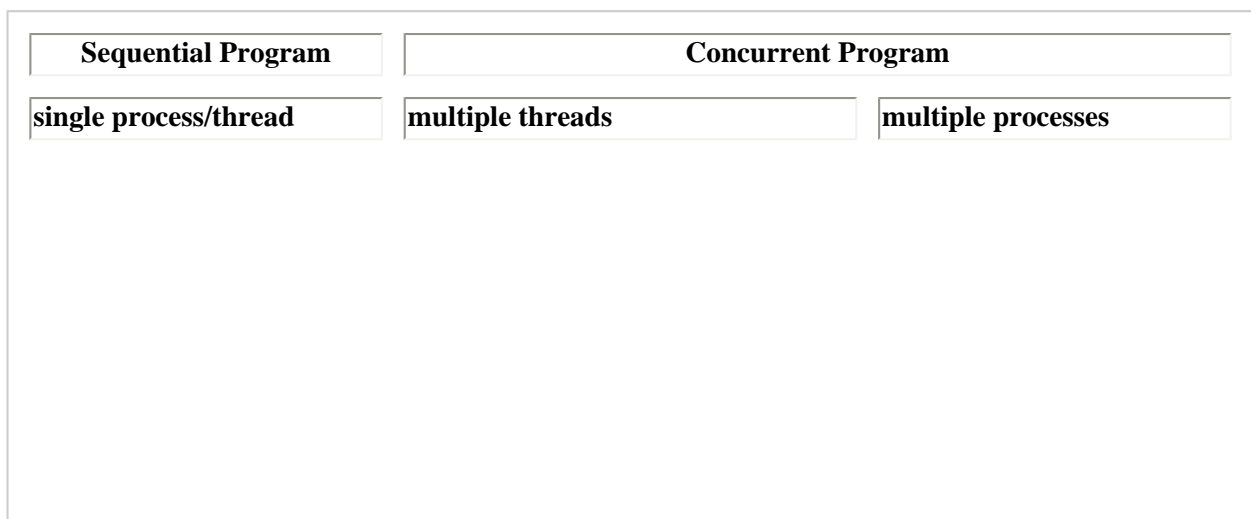 Sequential Program
Concurrent Program
single process/thread
multiple threads
multiple processes